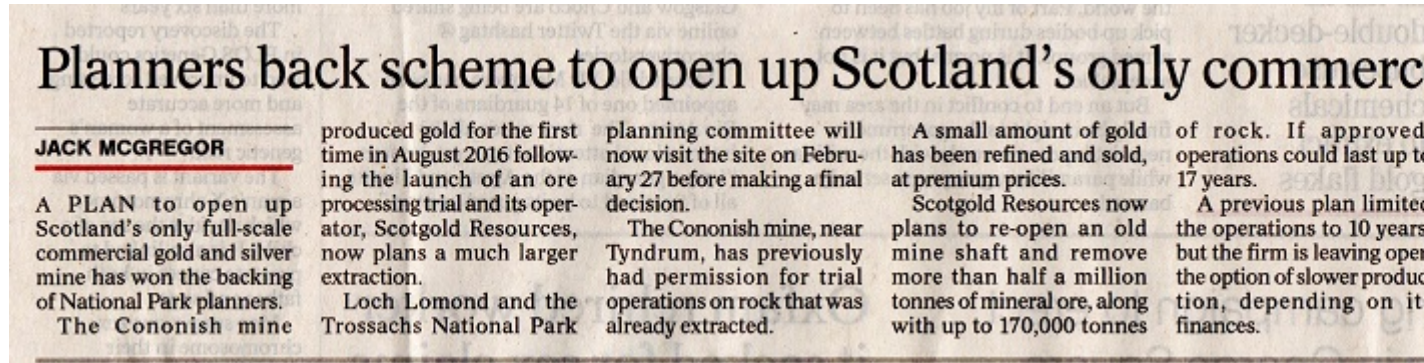 Planners back scheme to open up Scotland's only commerc
JACK MCGREGOR
A PLAN to open up
Scotland's only full-scale
commercial gold and silver
mine has won the backing
of National Park planners.
The Cononish mine
produced gold for the first
time in August 2016 follow-
ing the launch of an ore
processing trial and its oper-
ator, Scotgold Resources,
now plans a much larger
extraction.
Loch Lomond and the
Trossachs National Park
planning committee will
now visit the site on Febru-
ary 27 before making a final
decision.
The Cononish mine, near
Tyndrum, has previously
had permission for trial
operations on rock that was
already extracted.
A small amount of gold
has been refined and sold,
at premium prices.
Scotgold Resources now
plans to re-open an old
mine shaft and remove
more than half a million
tonnes of mineral ore, along
with up to 170,000 tonnes
of rock. If approved
operations could last up to
17 years.
A previous plan limited
the operations to 10 years
but the firm is leaving open
the option of slower produc
tion, depending on it
finances.